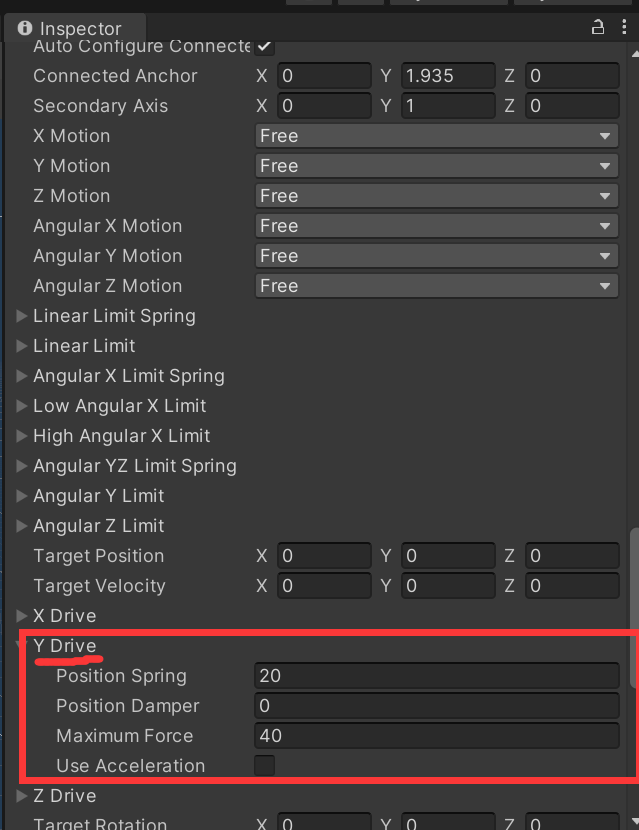 Inspector
Auto Configure Connecte
Connected Anchor X 0 Y 1.935 Z 0
Secondary Axis X 0 Y 1 Z 0
X Motion Free
Y Motion Free
Z Motion Free
Angular X Motion Free
Angular Y Motion Free
Angular Z Motion Free
Linear Limit Spring
Linear Limit
Angular X Limit Spring
Low Angular X Limit
High Angular X Limit
Angular YZ Limit Spring
Angular Y Limit
Angular Z Limit
Target Position X 0 Y 0 Z 0
Target Velocity X 0 Y 0 Z 0
X Drive
Y Drive
Position Spring 20
Position Damper 0
Maximum Force 40
Use Acceleration
Z Drive
Target Rotation X 0 Y 0 Z 0